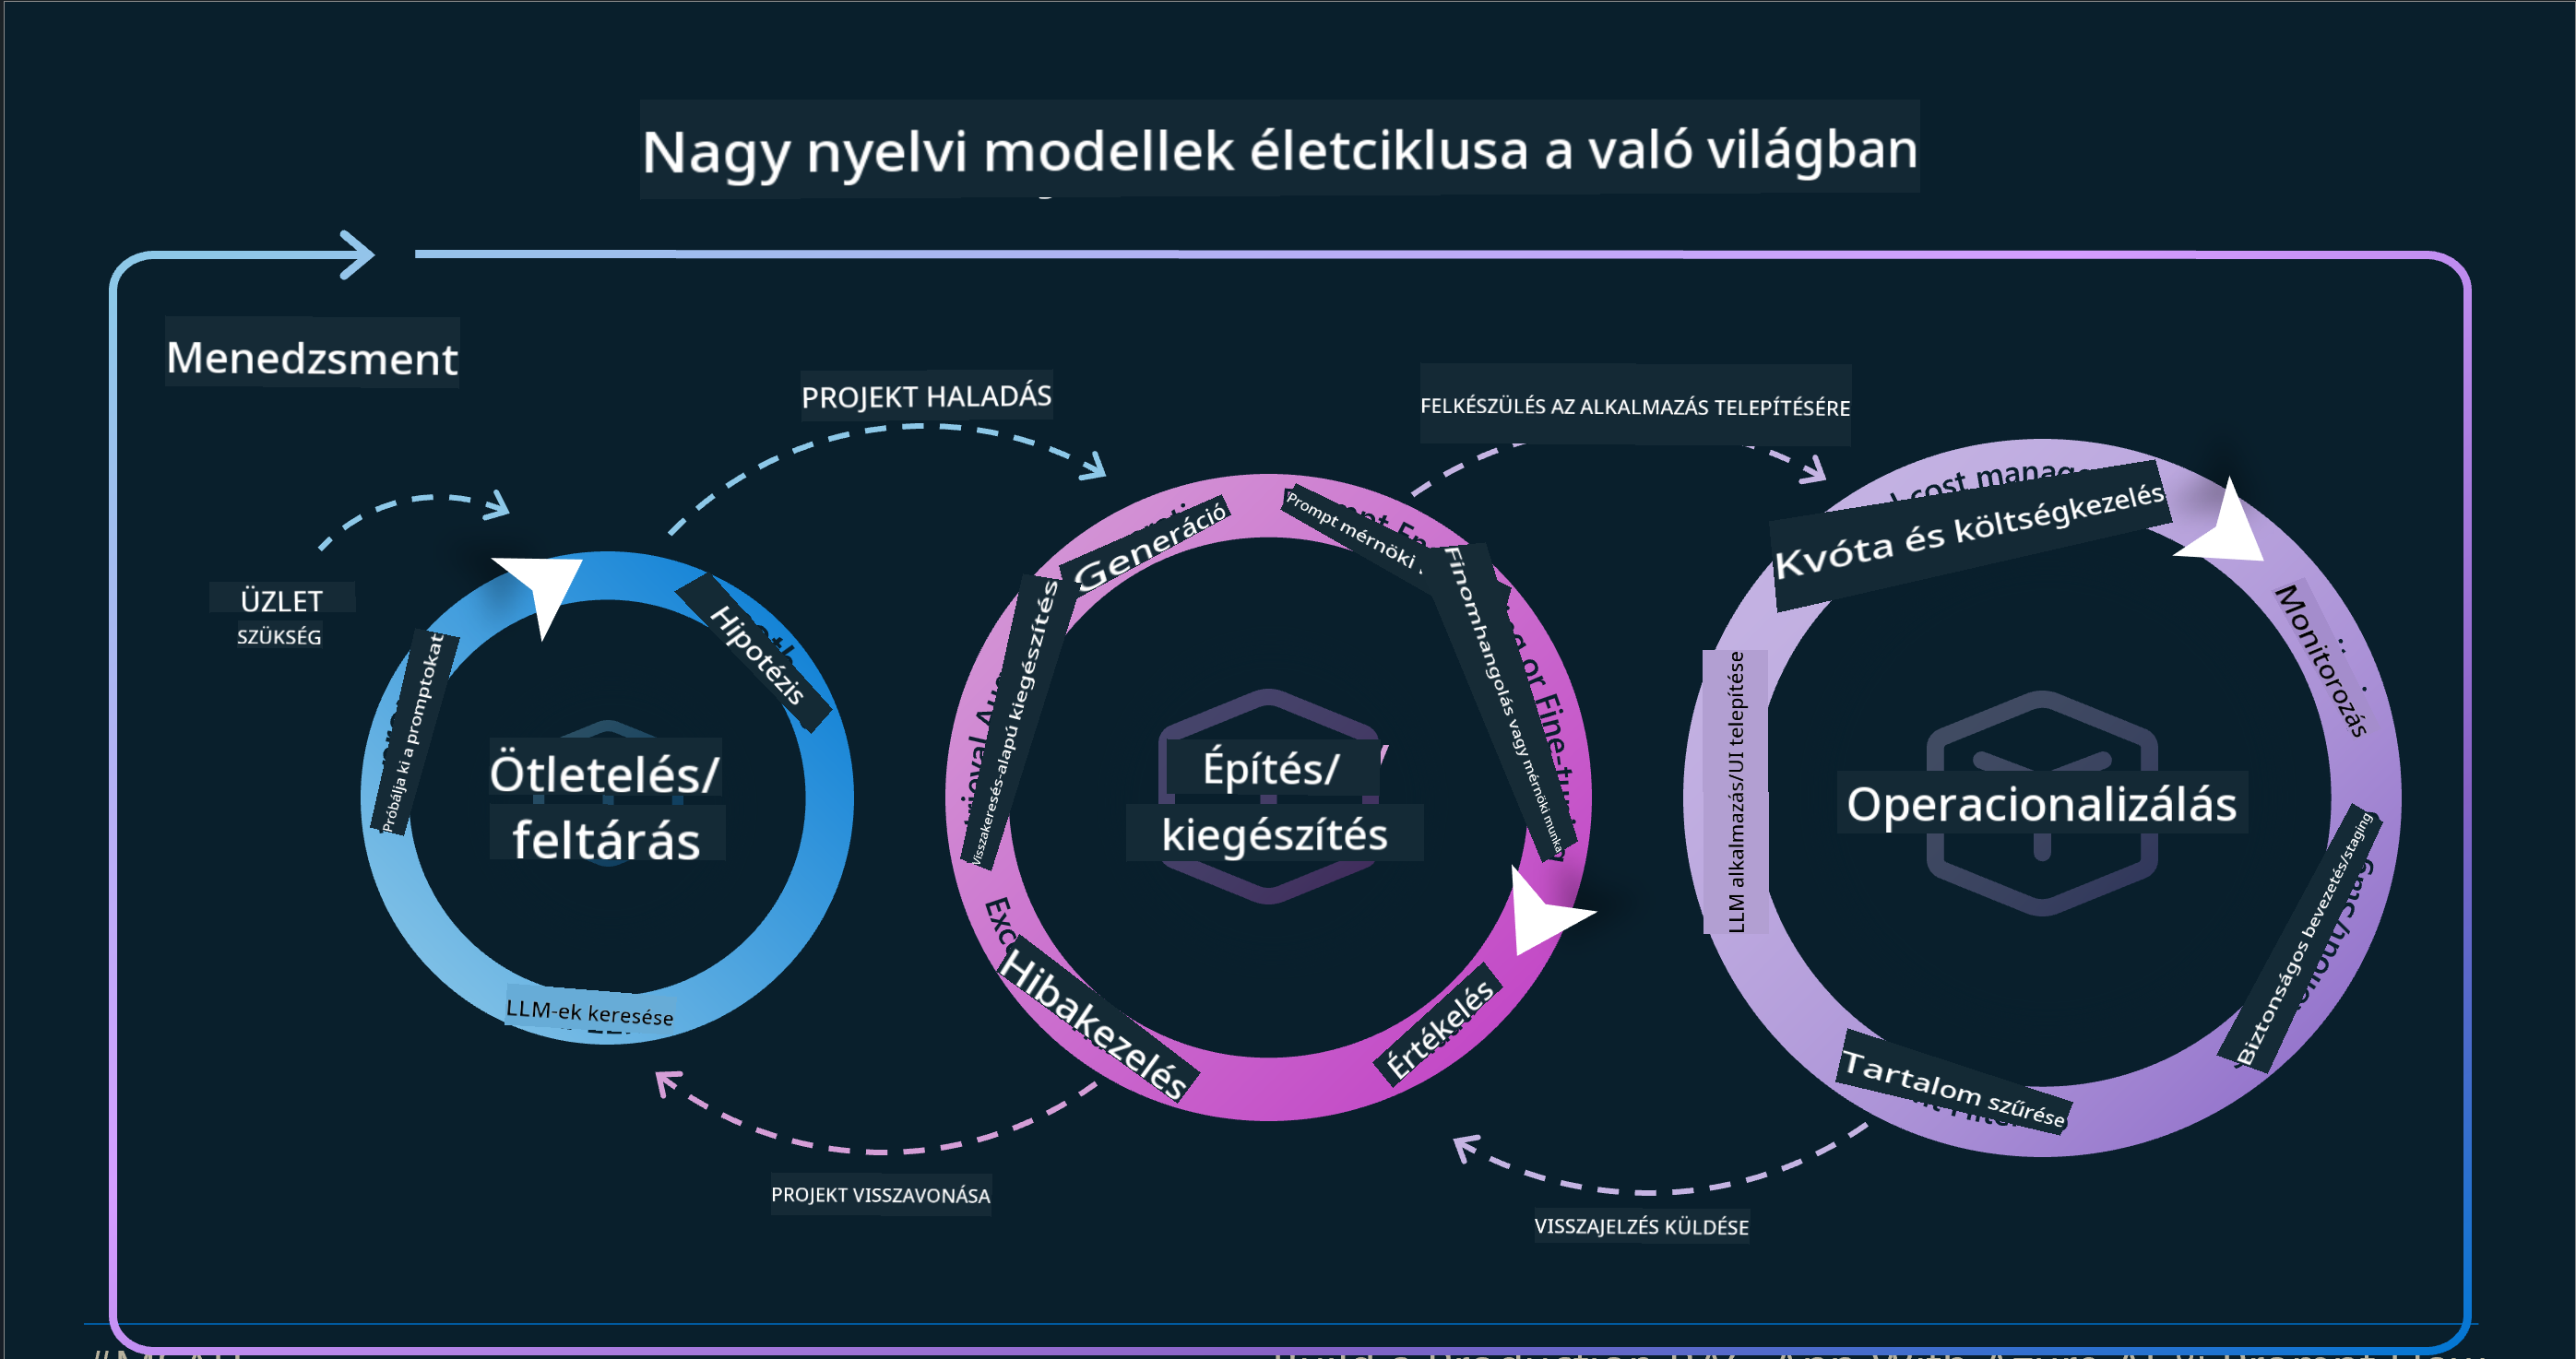 Nagy nyelvi modellek életciklusa a való világban
Menedzsment
PROJEKT HALADÁS
FELKÉSZÜLÉS AZ ALKALMAZÁS TELEPÍTÉSÉRE
ÜZLET
SZÜKSÉG
Hipotézis
Próbálja ki a promptokat
Ötletelés/
feltárás
LLM-ek keresése
Generáció
Prompt mérnöki
Finomhangolás vagy mérnöki munka
Visszakeresés-alapú kiegészítés
Építés/
kiegészítés
Hibakezelés
Értékelés
cost manag
Kvóta és költségkezelés
Monitorozás
LLM alkalmazás/UI telepítése
Operacionalizálás
Biztonságos bevezetés/staging
Tartalom szűrése
PROJEKT VISSZAVONÁSA
VISSZAJELZÉS KÜLDÉSE